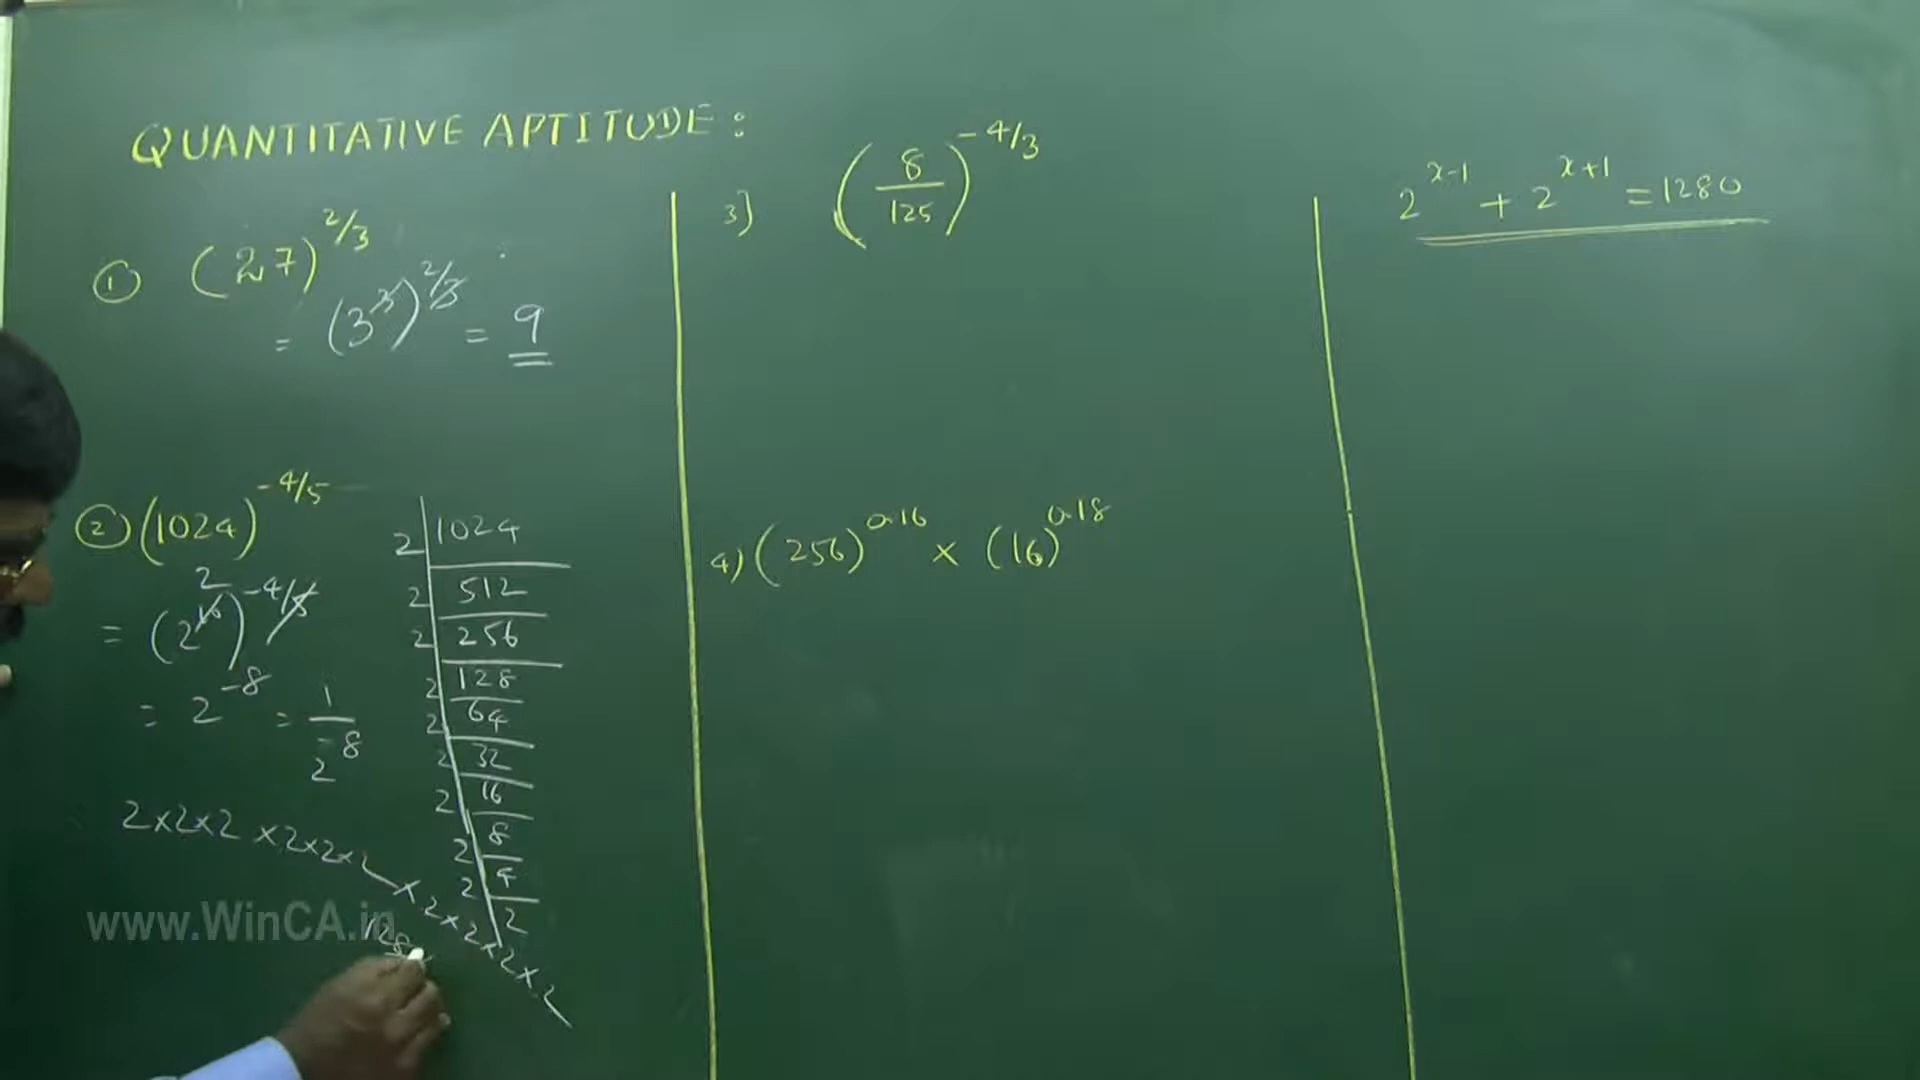 QUANTITATIVE APTITUDE:
① (27)^2/3
= (3^3)^2/3 = 9
② (1024)^-4/5
= (2^10)^-4/5
2
= 2^-8 = 1/2^8
2×2×2×2×2×2×2×2×2×2
128
2 | 1024
2 | 512
2 | 256
2 | 128
2 | 64
2 | 32
2 | 16
2 | 8
2 | 4
2
3) (8/125)^-4/3
4) (256)^0.16 × (16)^0.18
2^x-1 + 2^x+1 = 1280
www.WinCA.in